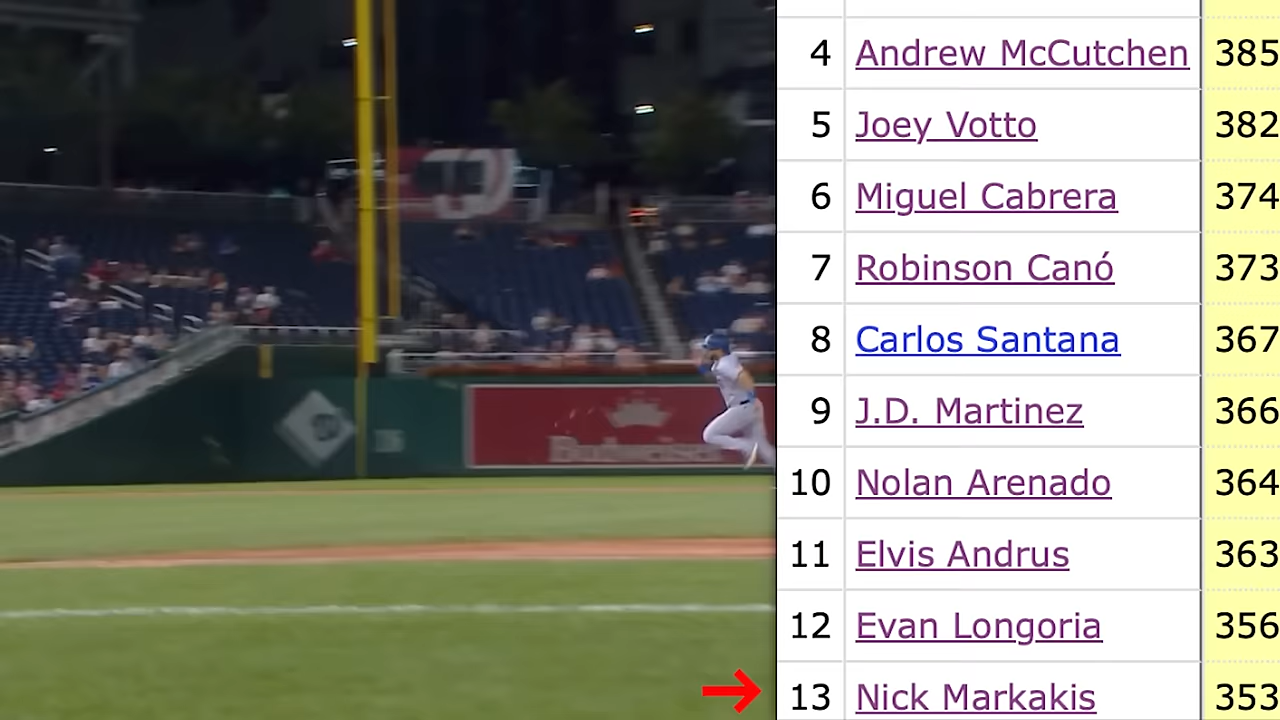 4 Andrew McCutchen 385
5 Joey Votto 382
6 Miguel Cabrera 374
7 Robinson Canó 373
8 Carlos Santana 367
9 J.D. Martinez 366
10 Nolan Arenado 364
11 Elvis Andrus 363
12 Evan Longoria 356
13 Nick Markakis 353
Budweiser